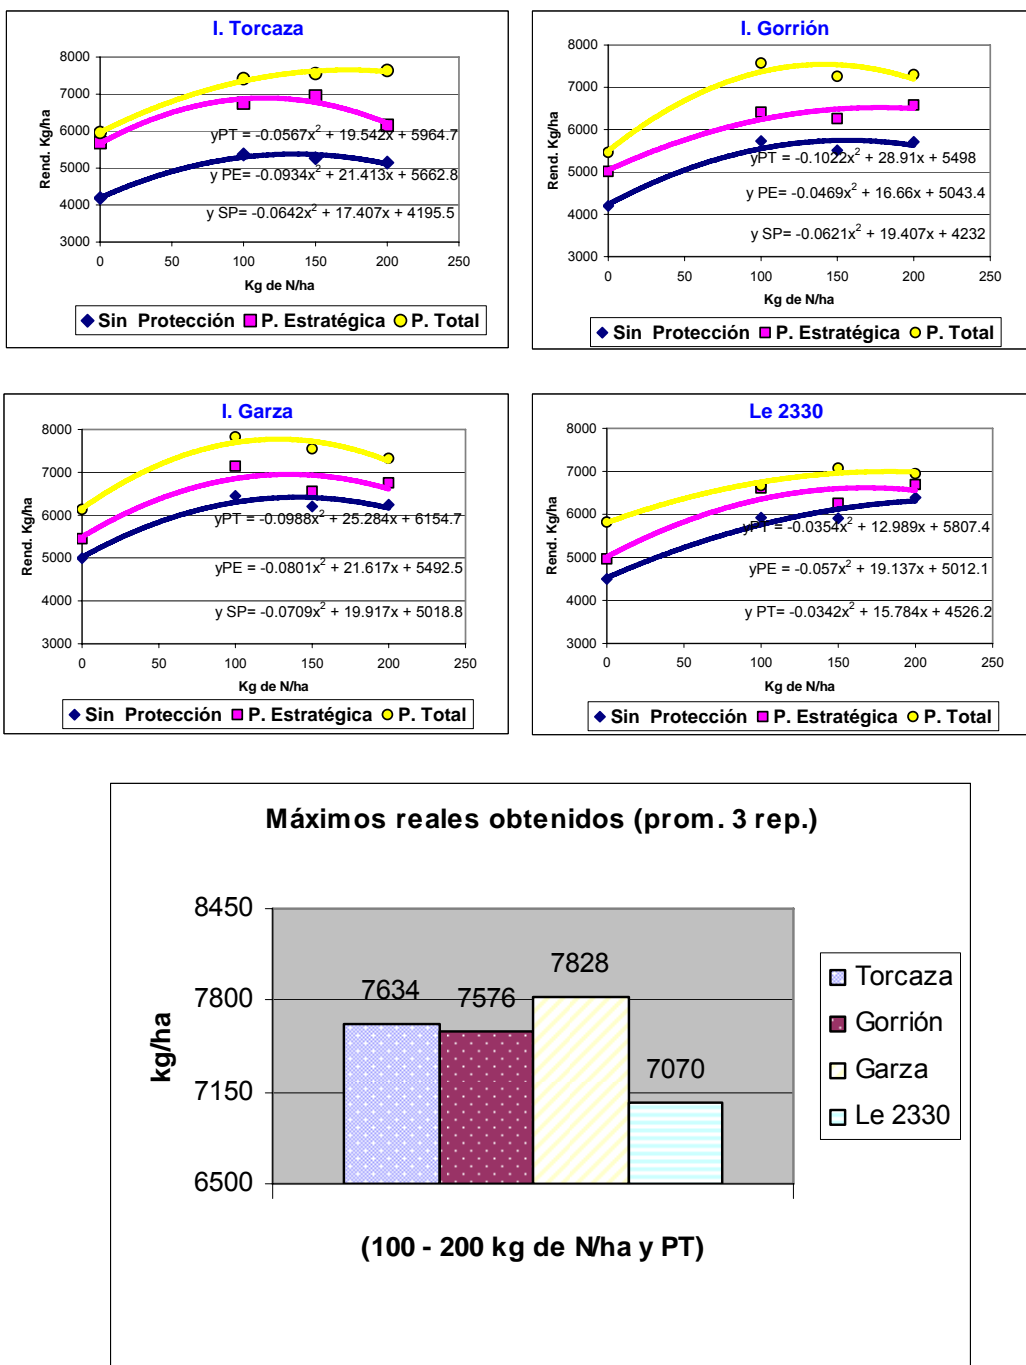 I. Torcaza
Rend. Kg/ha
8000
7000
6000
5000
4000
3000
yPT = -0.0567x² + 19.542x + 5964.7
y PE= -0.0934x² + 21.413x + 5662.8
y SP= -0.0642x² + 17.407x + 4195.5
0 50 100 150 200 250
Kg de N/ha
Sin Protección P. Estratégica P. Total
I. Gorrión
Rend. Kg/ha
8000
7000
6000
5000
4000
3000
yPT = -0.1022x² + 28.91x + 5498
y PE= -0.0469x² + 16.66x + 5043.4
y SP= -0.0621x² + 19.407x + 4232
0 50 100 150 200 250
Kg de N/ha
Sin Protección P. Estratégica P. Total
I. Garza
Rend. Kg/ha
8000
7000
6000
5000
4000
3000
yPT = -0.0988x² + 25.284x + 6154.7
yPE= -0.0801x² + 21.617x + 5492.5
y SP= -0.0709x² + 19.917x + 5018.8
0 50 100 150 200 250
Kg de N/ha
Sin Protección P. Estratégica P. Total
Le 2330
Rend. Kg/ha
8000
7000
6000
5000
4000
3000
yPT = -0.0354x² + 12.989x + 5807.4
yPE = -0.057x² + 19.137x + 5012.1
y PT= -0.0342x² + 15.784x + 4526.2
0 50 100 150 200 250
Kg de N/ha
Sin Protección P. Estratégica P. Total
Máximos reales obtenidos (prom. 3 rep.)
kg/ha
8450
7800
7150
6500
7634
7576
7828
7070
Torcaza
Gorrión
Garza
Le 2330
(100 - 200 kg de N/ha y PT)